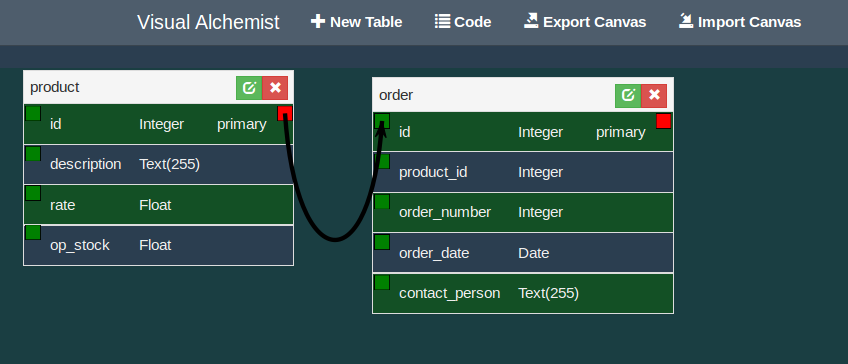 Visual Alchemist New Table Code Export Canvas Import Canvas
product
id Integer primary
description Text(255)
rate Float
op_stock Float
order
id Integer primary
product_id Integer
order_number Integer
order_date Date
contact_person Text(255)